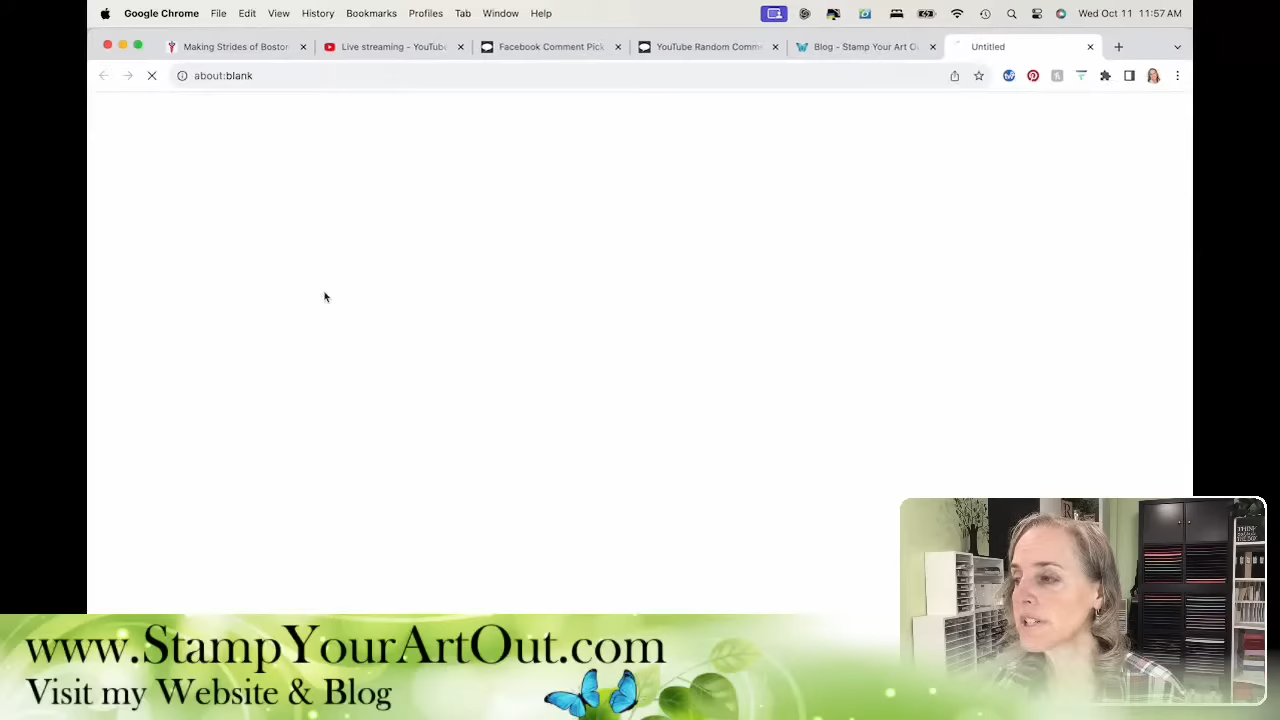 Google Chrome File Edit View History Bookmarks Profiles Tab Window Help Wed Oct 11 11:57 AM
Making Strides of Boston Live streaming - YouTube Facebook Comment Pick YouTube Random Comme Blog - Stamp Your Art O Untitled
about:blank
www.StampYourArtOut.com
Visit my Website & Blog